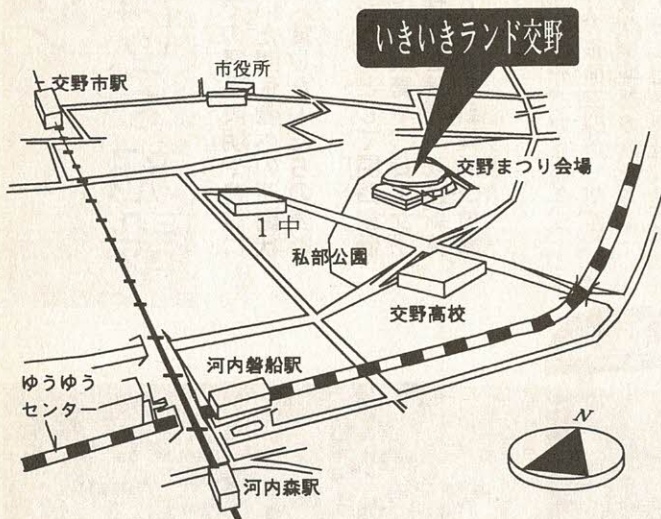 いきいきランド交野
市役所
交野市駅
交野まつり会場
1中
私部公園
交野高校
河内磐船駅
ゆうゆう
センター
河内森駅
N